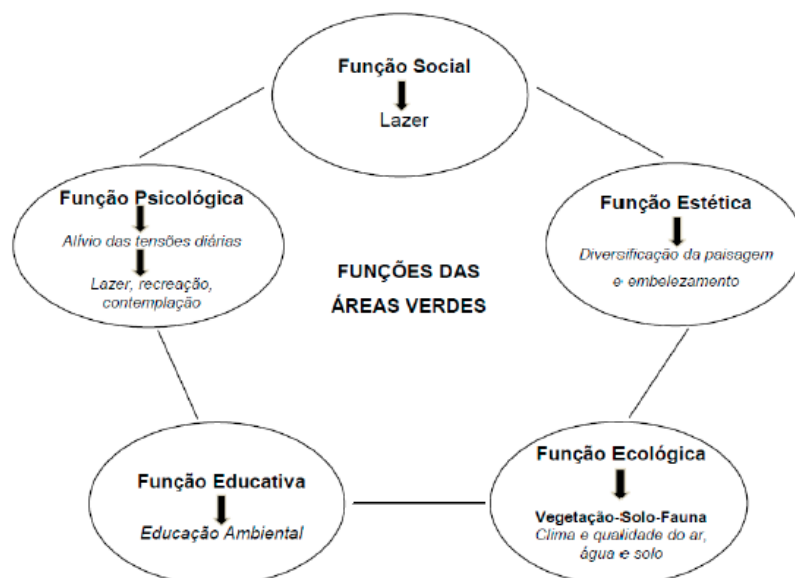 Função Social
Lazer
Função Psicológica
Alívio das tensões diárias
Lazer, recreação,
contemplação
Função Estética
Diversificação da paisagem
e embelezamento
FUNÇÕES DAS
ÁREAS VERDES
Função Educativa
Educação Ambiental
Função Ecológica
Vegetação-Solo-Fauna
Clima e qualidade do ar,
água e solo